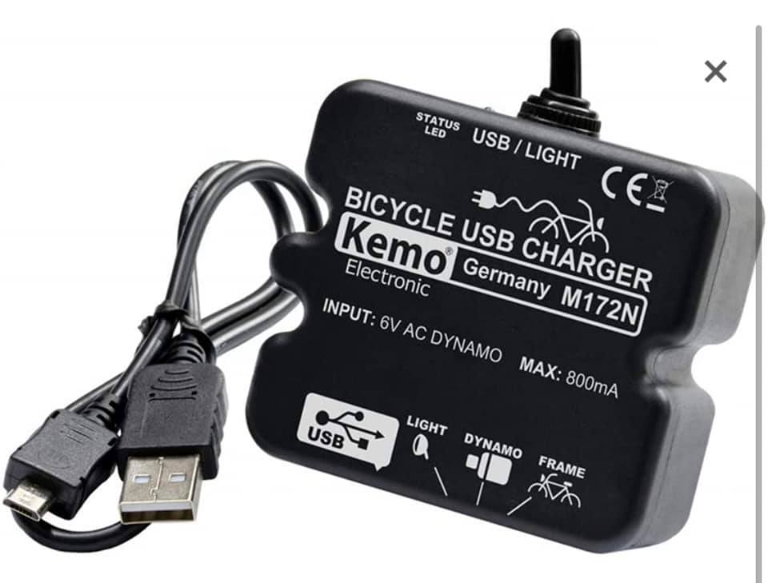 STATUS
LED
USB / LIGHT
CE
BICYCLE USB CHARGER
Kemo®
Germany M172N
Electronic
INPUT: 6V AC DYNAMO MAX: 800mA
USB
LIGHT
DYNAMO
FRAME